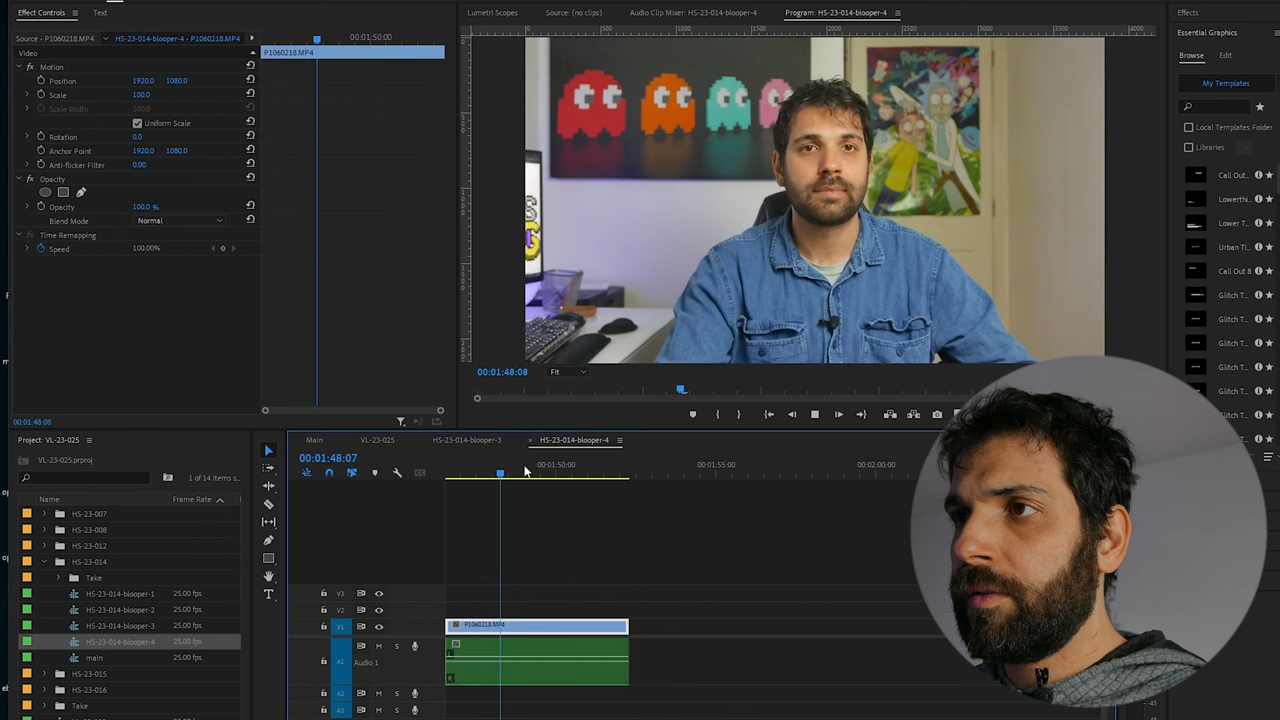 Effect Controls
Text
Source · P1060218.MP4
HS-23-014-blooper-4 · P1060218.MP4
00:01:50:00
Video
P1060218.MP4
fx Motion
Position 1920.0 1080.0
Scale 100.0
Scale Width 100.0
Uniform Scale
Rotation 0.0
Anchor Point 1920.0 1080.0
Anti-flicker Filter 0.00
fx Opacity
Opacity 100.0 %
Blend Mode Normal
Time Remapping
Speed 100.00%
00:01:48:08
Lumetri Scopes
Source: (no clips)
Audio Clip Mixer: HS-23-014-blooper-4
Program: HS-23-014-blooper-4
0 500 1000 1500 2000 2500 3000 3500 4000
00:01:48:08
Fit
Effects
Essential Graphics
Browse
Edit
My Templates
Local Templates Folder
Libraries
Call Out...
Lowerthi...
Lower T...
Urban Ti...
Call Out 8
Glitch T...
Glitch T...
Glitch T...
Glitch T...
Glitch T...
Glitch T...
Project: VL-23-025
VL-23-025.prproj
1 of 14 items s...
Name
Frame Rate
HS-23-007
HS-23-008
HS-23-012
HS-23-014
Take
HS-23-014-blooper-1 25.00 fps
HS-23-014-blooper-2 25.00 fps
HS-23-014-blooper-3 25.00 fps
HS-23-014-blooper-4 25.00 fps
main 25.00 fps
HS-23-015
HS-23-016
Take
Main
VL-23-025
HS-23-014-blooper-3
× HS-23-014-blooper-4
00:01:48:07
00:01:50:00
00:01:55:00
00:02:00:00
V3
V2
V1 V1
P1060218.MP4
A1 A1 M S
Audio 1
L
R
A2 M S
A3 M S
-45